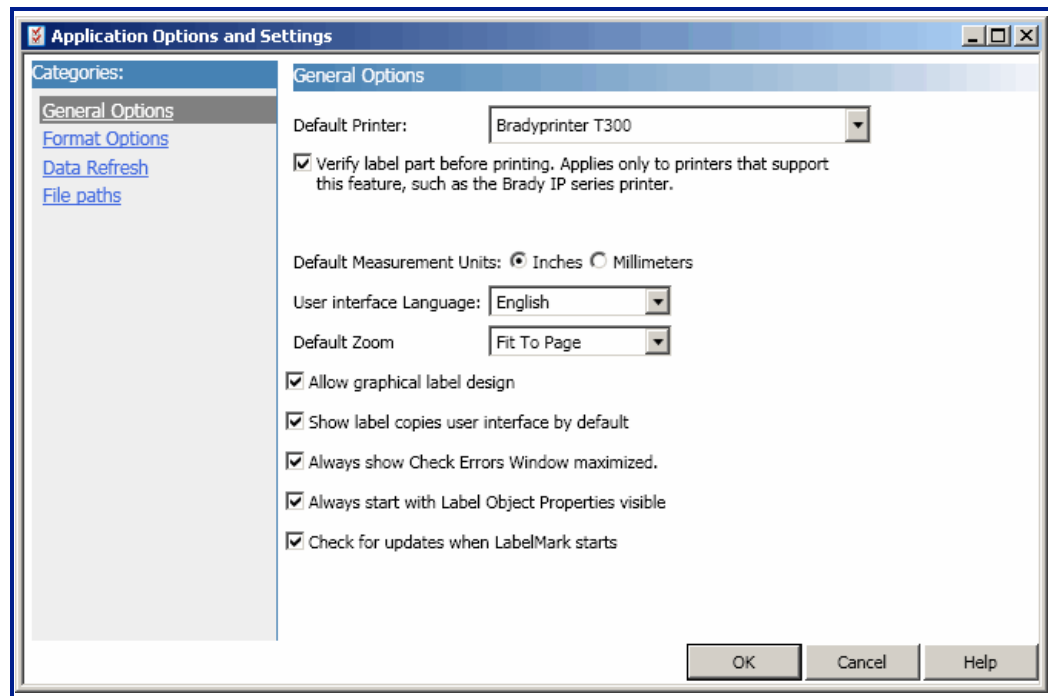 Application Options and Settings
Categories:
General Options
Format Options
Data Refresh
File paths
General Options
Default Printer: Bradyprinter T300
Verify label part before printing. Applies only to printers that support
this feature, such as the Brady IP series printer.
Default Measurement Units: Inches Millimeters
User interface Language: English
Default Zoom Fit To Page
Allow graphical label design
Show label copies user interface by default
Always show Check Errors Window maximized.
Always start with Label Object Properties visible
Check for updates when LabelMark starts
OK Cancel Help